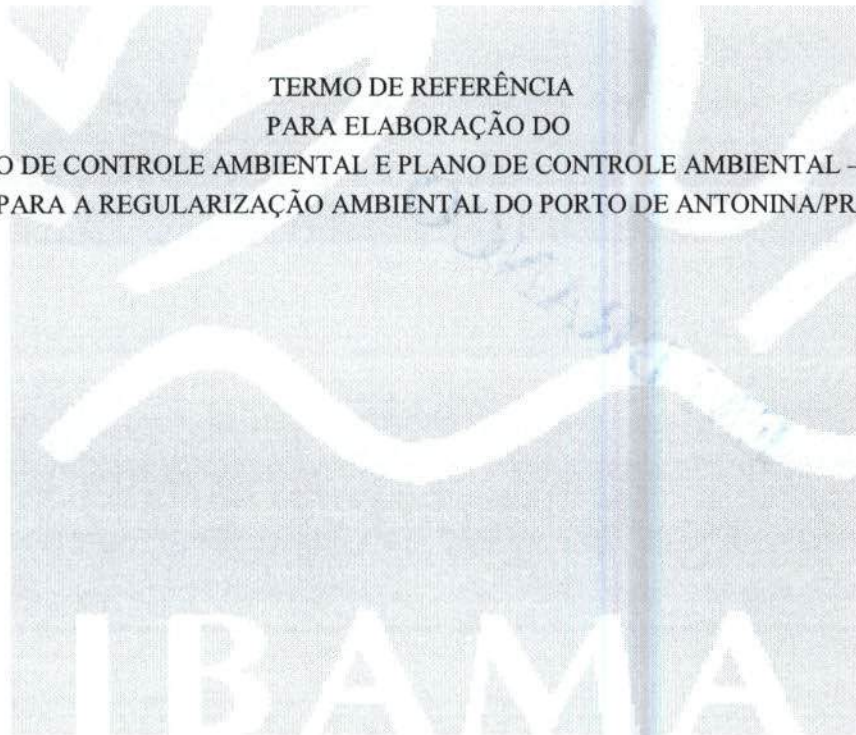 TERMO DE REFERÊNCIA
PARA ELABORAÇÃO DO
O DE CONTROLE AMBIENTAL E PLANO DE CONTROLE AMBIENTAL –
PARA A REGULARIZAÇÃO AMBIENTAL DO PORTO DE ANTONINA/PR
IBAMA